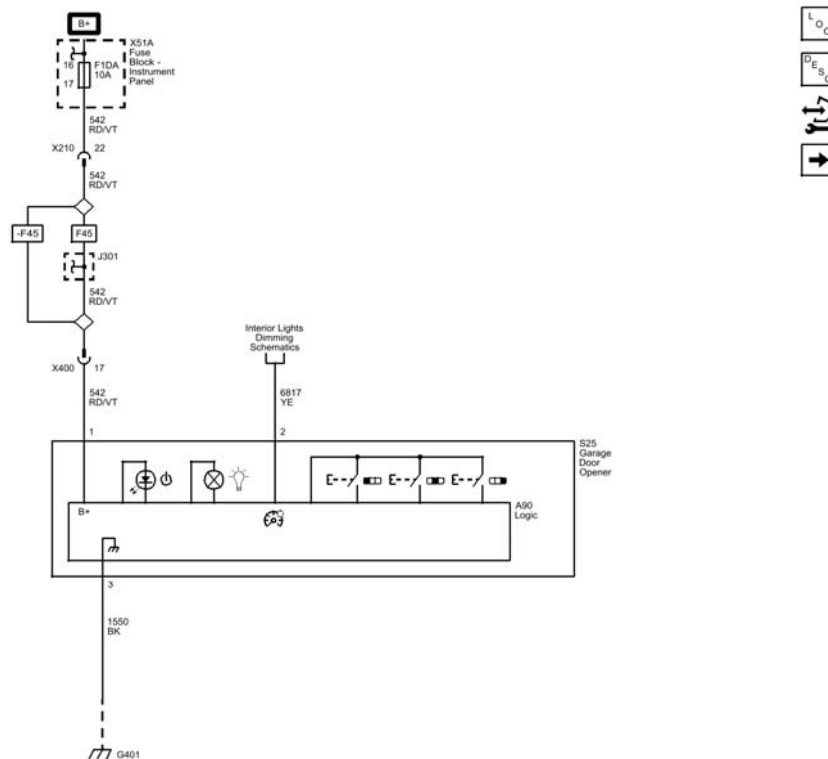 B+
X51A
Fuse
Block -
Instrument
Panel
16
F1DA
10A
17
542
RD/VT
X210
22
542
RD/VT
-F45
F45
J301
542
RD/VT
Interior Lights
Dimming
Schematics
X400
17
542
RD/VT
6817
YE
1
2
S25
Garage
Door
Opener
B+
A90
Logic
3
1550
BK
G401
LOC
DESC